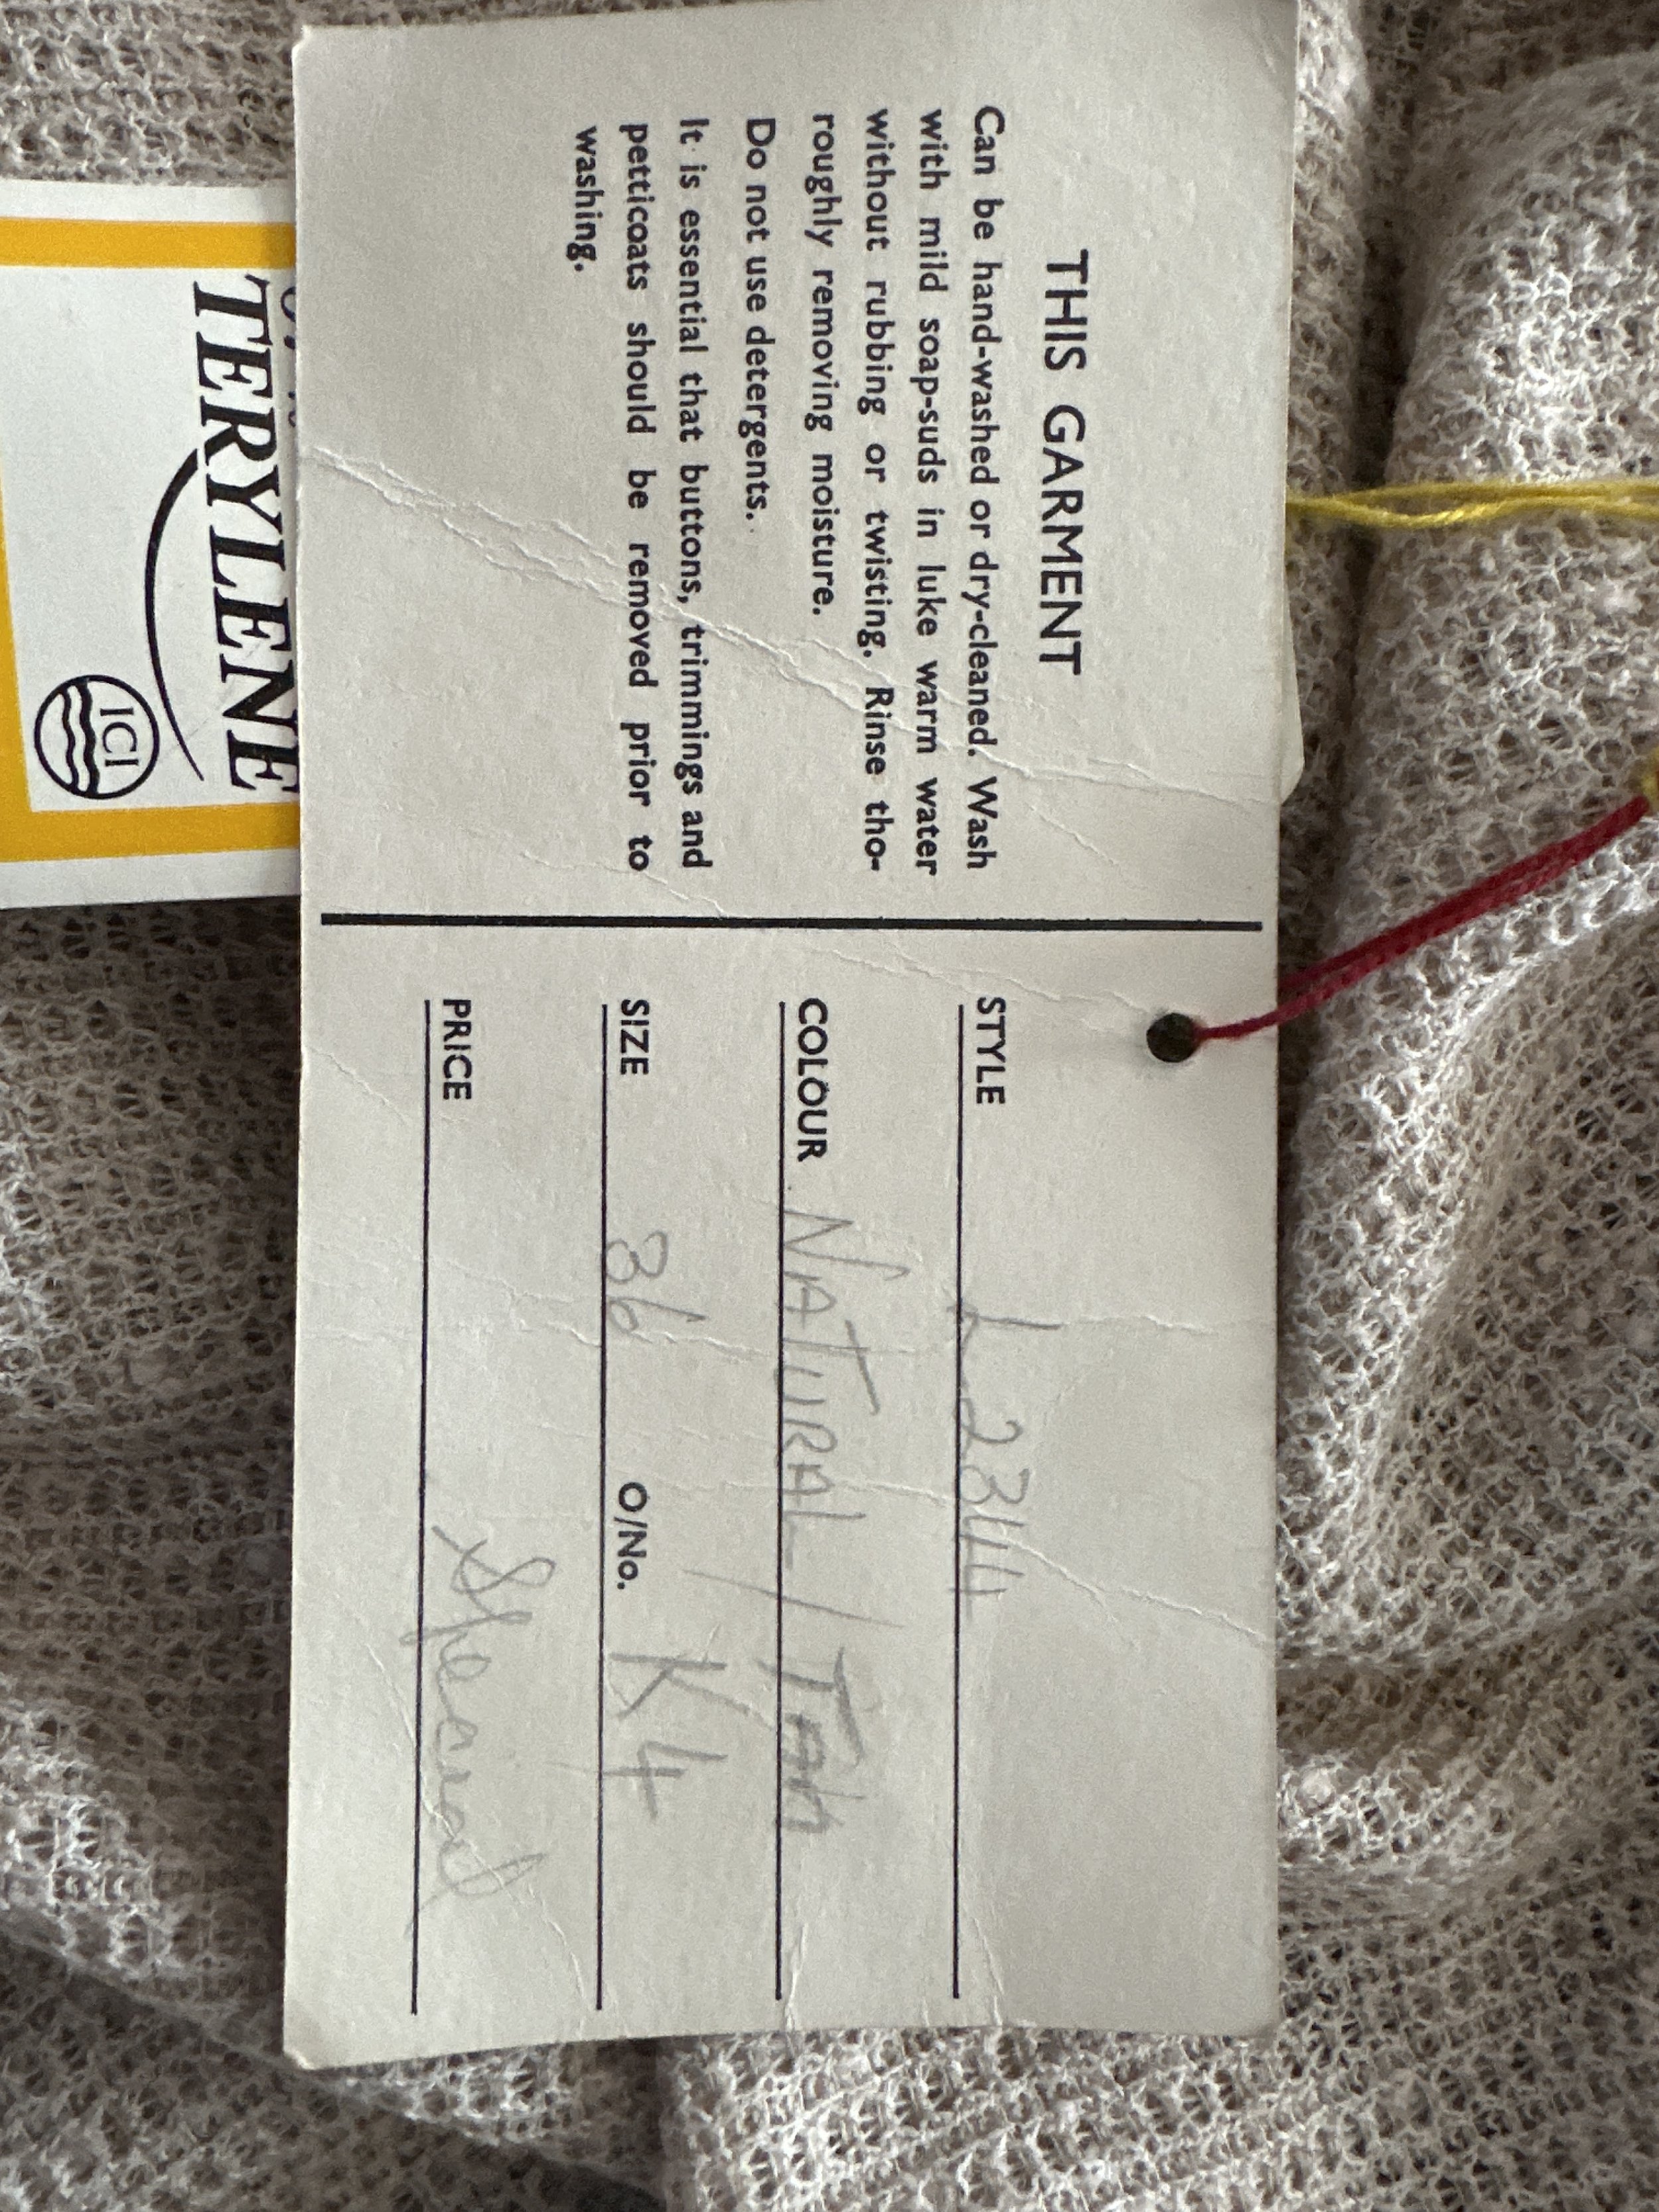 THIS GARMENT
Can be hand-washed or dry-cleaned. Wash
with mild soap-suds in luke warm water
without rubbing or twisting. Rinse tho-
roughly removing moisture.
Do not use detergents.
It is essential that buttons, trimmings and
petticoats should be removed prior to
washing.
STYLE L 2344
COLOUR NATURAL / TAN
SIZE 36 O/No. K4
PRICE Special
TERYLENE
ICI